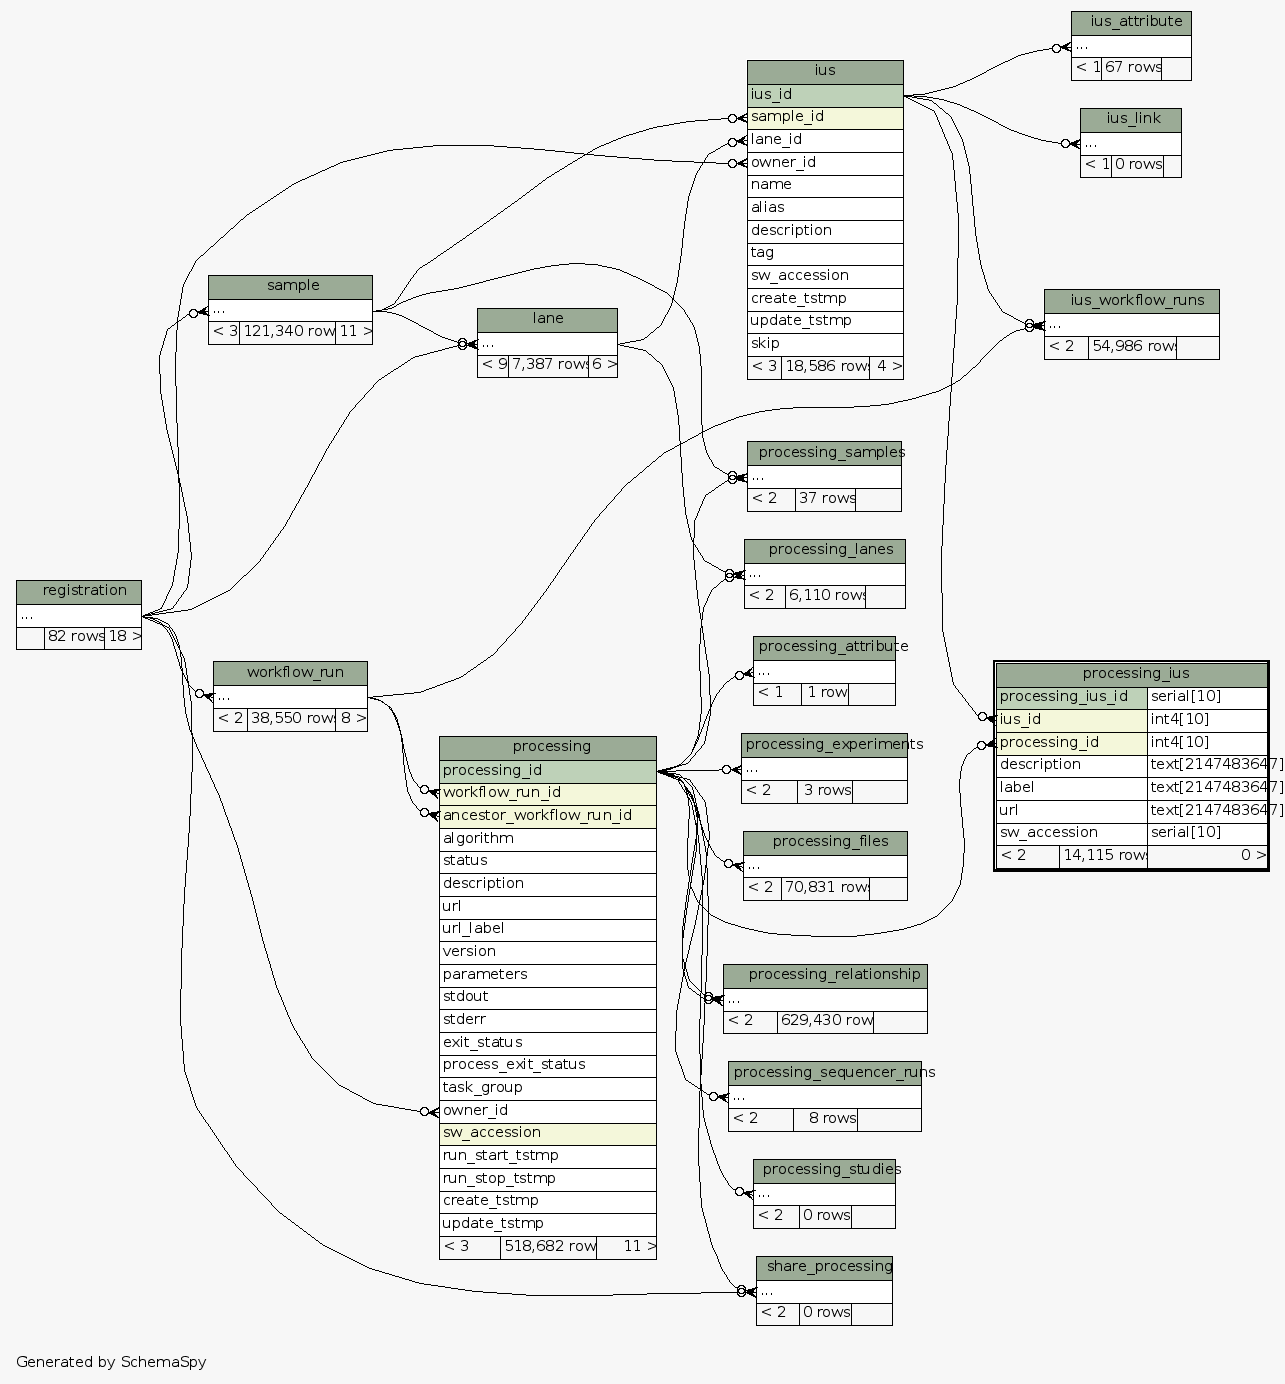 ius_attribute
...
< 1 67 rows
ius_link
...
< 1 0 rows
ius
ius_id
sample_id
lane_id
owner_id
name
alias
description
tag
sw_accession
create_tstmp
update_tstmp
skip
< 3 18,586 rows 4 >
sample
...
< 3 121,340 row 11 >
lane
...
< 9 7,387 rows 6 >
ius_workflow_runs
...
< 2 54,986 rows
processing_samples
...
< 2 37 rows
processing_lanes
...
< 2 6,110 rows
registration
...
82 rows 18 >
processing_attribute
...
< 1 1 row
workflow_run
...
< 2 38,550 rows 8 >
processing_ius
processing_ius_id serial[10]
ius_id int4[10]
processing_id int4[10]
description text[2147483647]
label text[2147483647]
url text[2147483647]
sw_accession serial[10]
< 2 14,115 rows 0 >
processing
processing_id
workflow_run_id
ancestor_workflow_run_id
algorithm
status
description
url
url_label
version
parameters
stdout
stderr
exit_status
process_exit_status
task_group
owner_id
sw_accession
run_start_tstmp
run_stop_tstmp
create_tstmp
update_tstmp
< 3 518,682 row 11 >
processing_experiments
...
< 2 3 rows
processing_files
...
< 2 70,831 rows
processing_relationship
...
< 2 629,430 row
processing_sequencer_runs
...
< 2 8 rows
processing_studies
...
< 2 0 rows
share_processing
...
< 2 0 rows
Generated by SchemaSpy